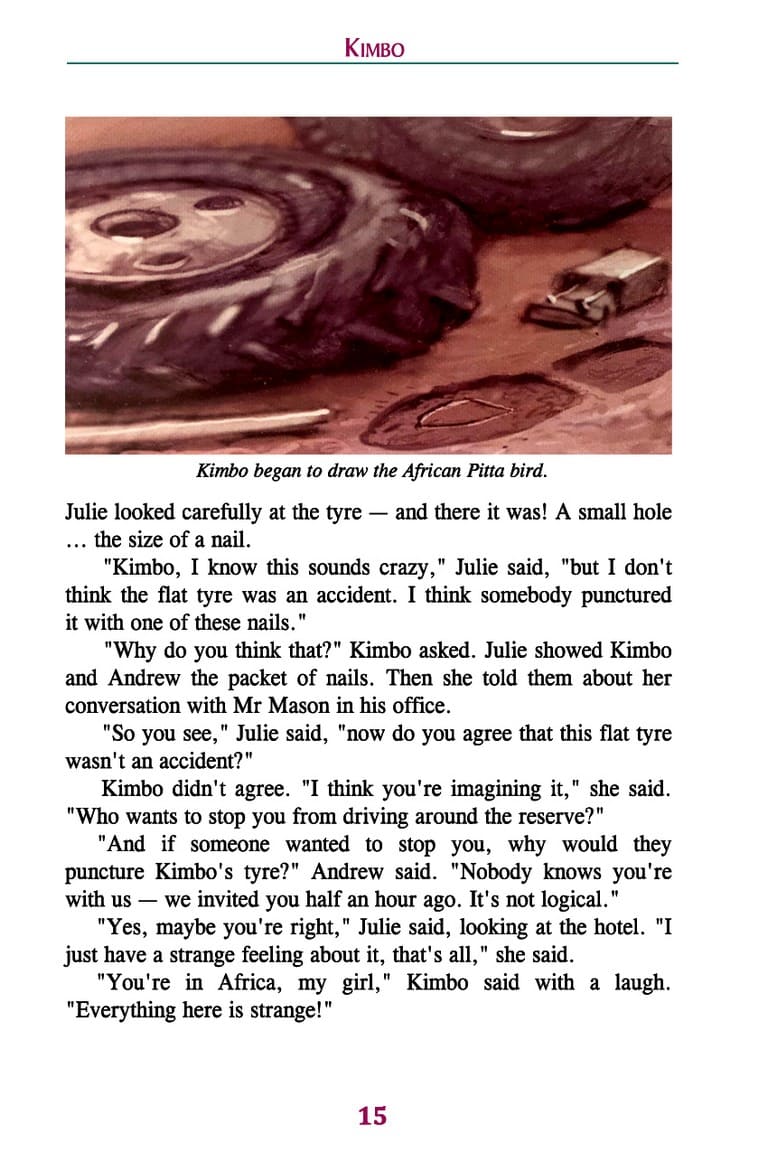 KIMBO
Kimbo began to draw the African Pitta bird.
Julie looked carefully at the tyre — and there it was! A small hole
... the size of a nail.
"Kimbo, I know this sounds crazy," Julie said, "but I don't
think the flat tyre was an accident. I think somebody punctured
it with one of these nails."
"Why do you think that?" Kimbo asked. Julie showed Kimbo
and Andrew the packet of nails. Then she told them about her
conversation with Mr Mason in his office.
"So you see," Julie said, "now do you agree that this flat tyre
wasn't an accident?"
Kimbo didn't agree. "I think you're imagining it," she said.
"Who wants to stop you from driving around the reserve?"
"And if someone wanted to stop you, why would they
puncture Kimbo's tyre?" Andrew said. "Nobody knows you're
with us — we invited you half an hour ago. It's not logical."
"Yes, maybe you're right," Julie said, looking at the hotel. "I
just have a strange feeling about it, that's all," she said.
"You're in Africa, my girl," Kimbo said with a laugh.
"Everything here is strange!"
15